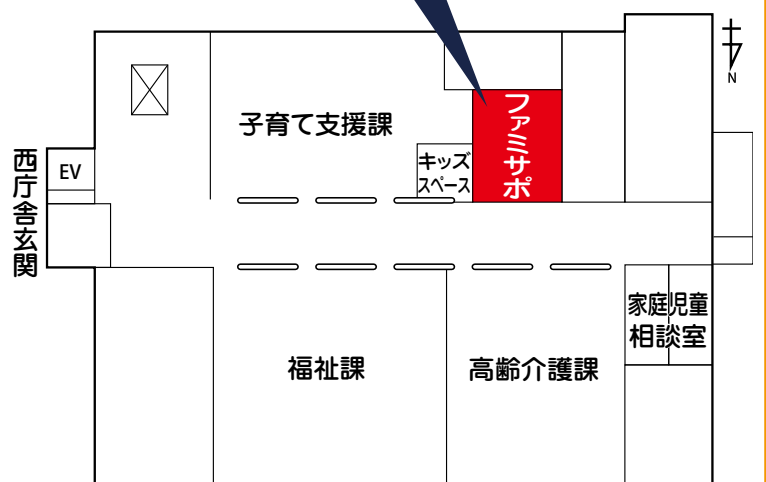 子育て支援課
キッズ
スペース
ファミサポ
N
EV
西庁舎玄関
家庭児童
相談室
福祉課
高齢介護課